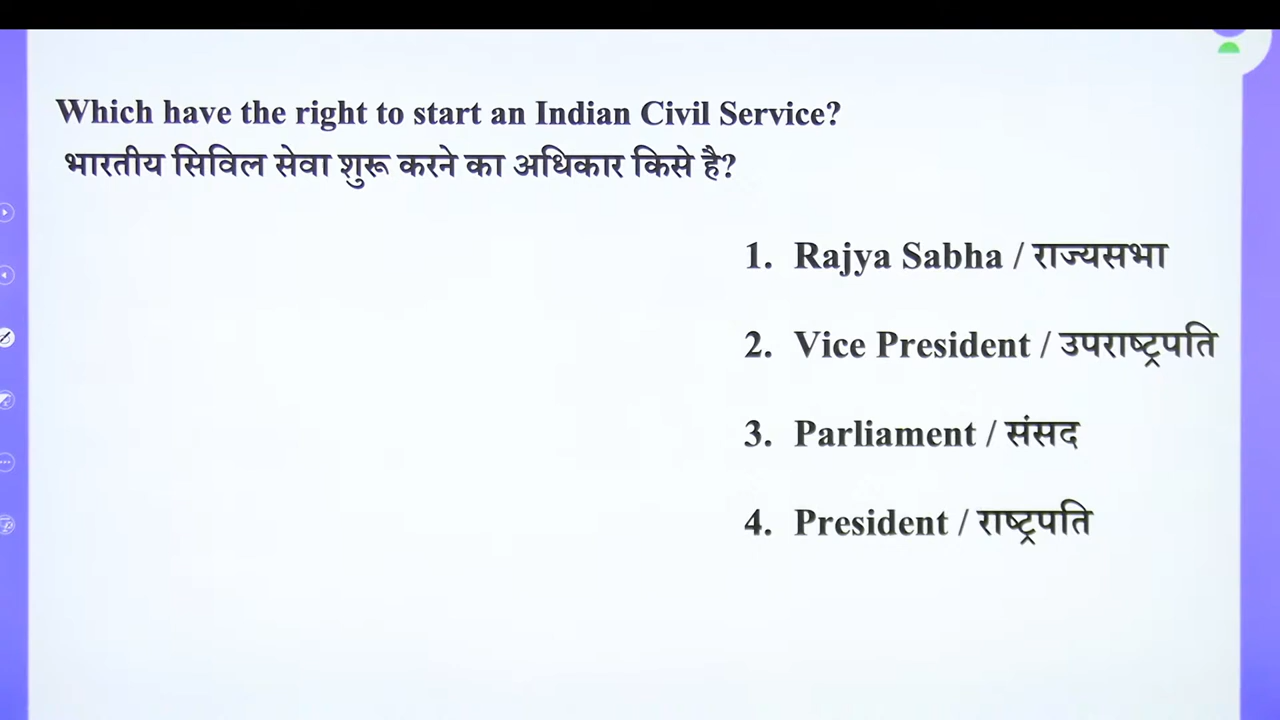 Which have the right to start an Indian Civil Service?
भारतीय सिविल सेवा शुरू करने का अधिकार किसे है?
1. Rajya Sabha / राज्यसभा
2. Vice President / उपराष्ट्रपति
3. Parliament / संसद
4. President / राष्ट्रपति